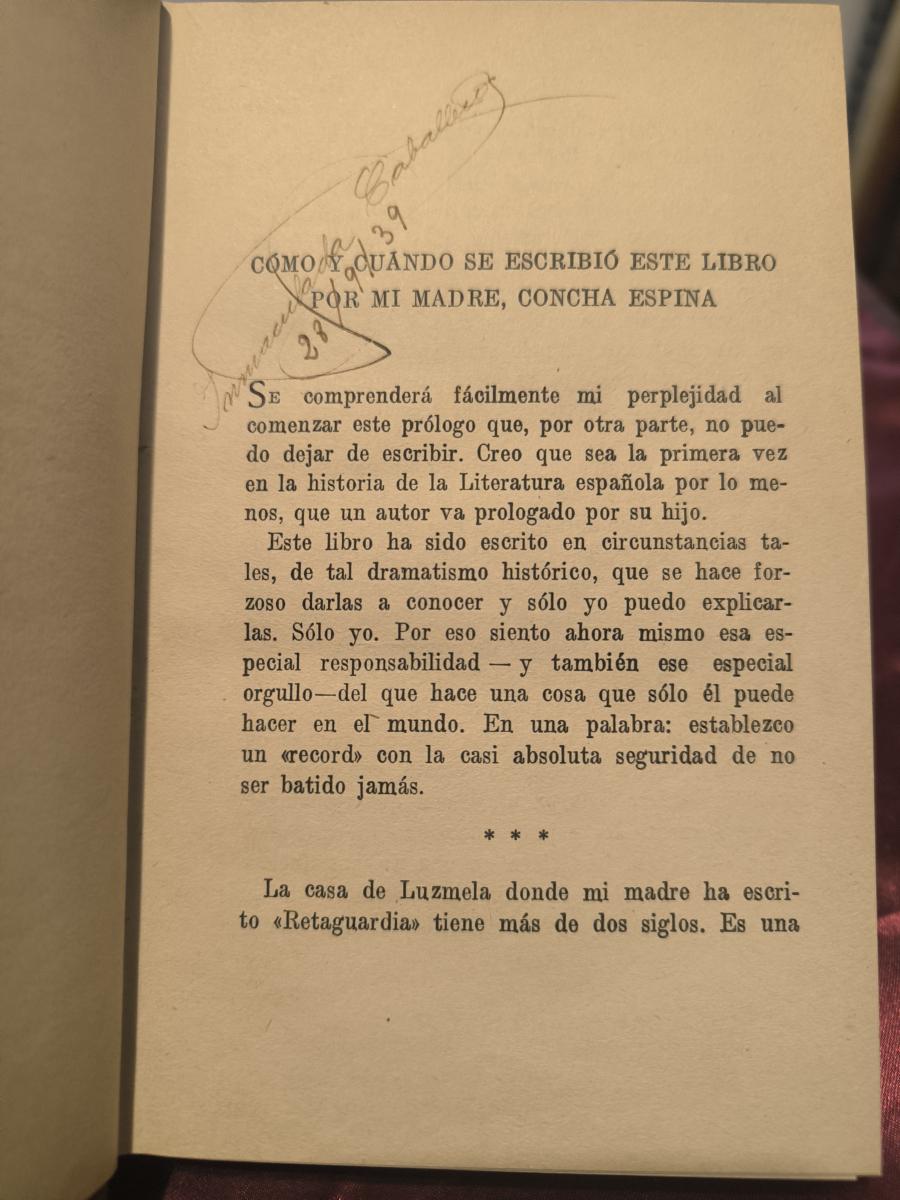 Inmaculada Caballero
28/9/39
CÓMO Y CUÁNDO SE ESCRIBIÓ ESTE LIBRO
POR MI MADRE, CONCHA ESPINA
SE comprenderá fácilmente mi perplejidad al
comenzar este prólogo que, por otra parte, no pue-
do dejar de escribir. Creo que sea la primera vez
en la historia de la Literatura española por lo me-
nos, que un autor va prologado por su hijo.
Este libro ha sido escrito en circunstancias ta-
les, de tal dramatismo histórico, que se hace for-
zoso darlas a conocer y sólo yo puedo explicar-
las. Sólo yo. Por eso siento ahora mismo esa es-
pecial responsabilidad — y también ese especial
orgullo—del que hace una cosa que sólo él puede
hacer en el mundo. En una palabra: establezco
un «record» con la casi absoluta seguridad de no
ser batido jamás.
* * *
La casa de Luzmela donde mi madre ha escri-
to «Retaguardia» tiene más de dos siglos. Es una